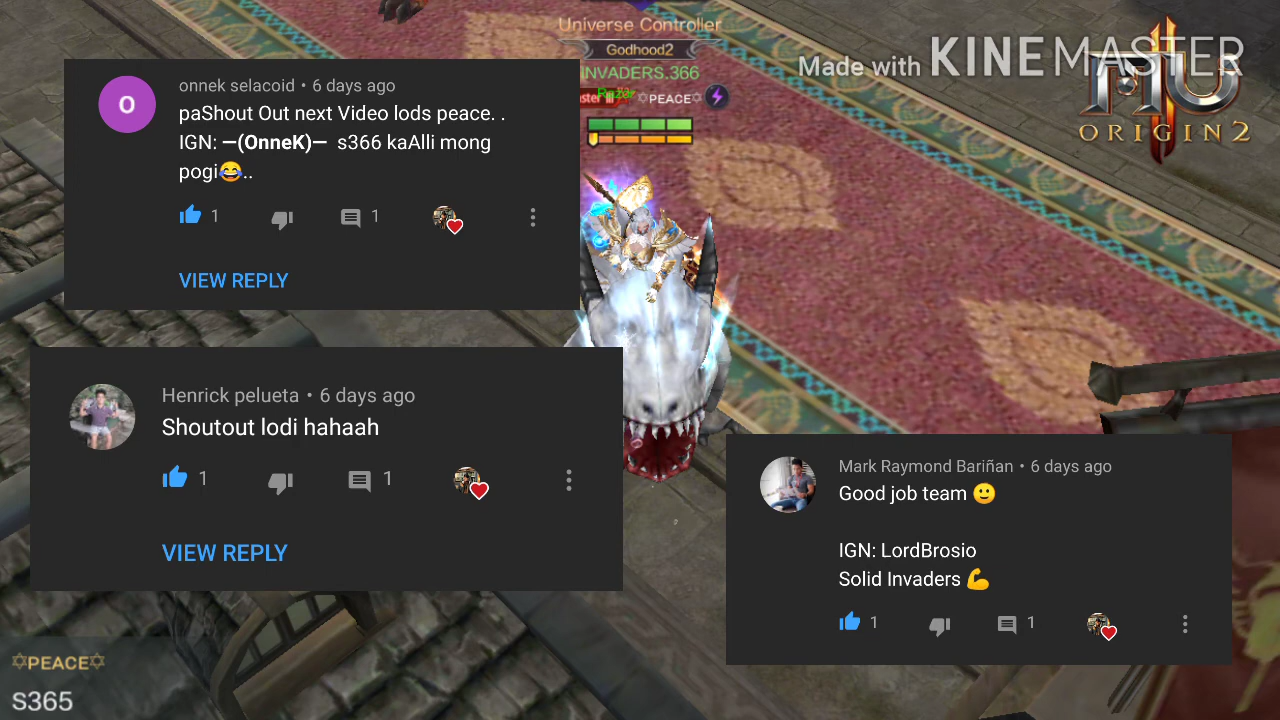 Universe Controller
Godhood2
INVADERS.366
Razar
✡PEACE✡
Made with KINEMASTER
MU
ORIGIN 2
onnek selacoid • 6 days ago
paShout Out next Video lods peace. .
IGN: —(OnneK)— s366 kaAlli mong
pogi😂..
1
1
VIEW REPLY
Henrick pelueta • 6 days ago
Shoutout lodi hahaah
1
1
VIEW REPLY
Mark Raymond Bariñan • 6 days ago
Good job team 🙂
IGN: LordBrosio
Solid Invaders 💪
1
1
✡PEACE✡
S365